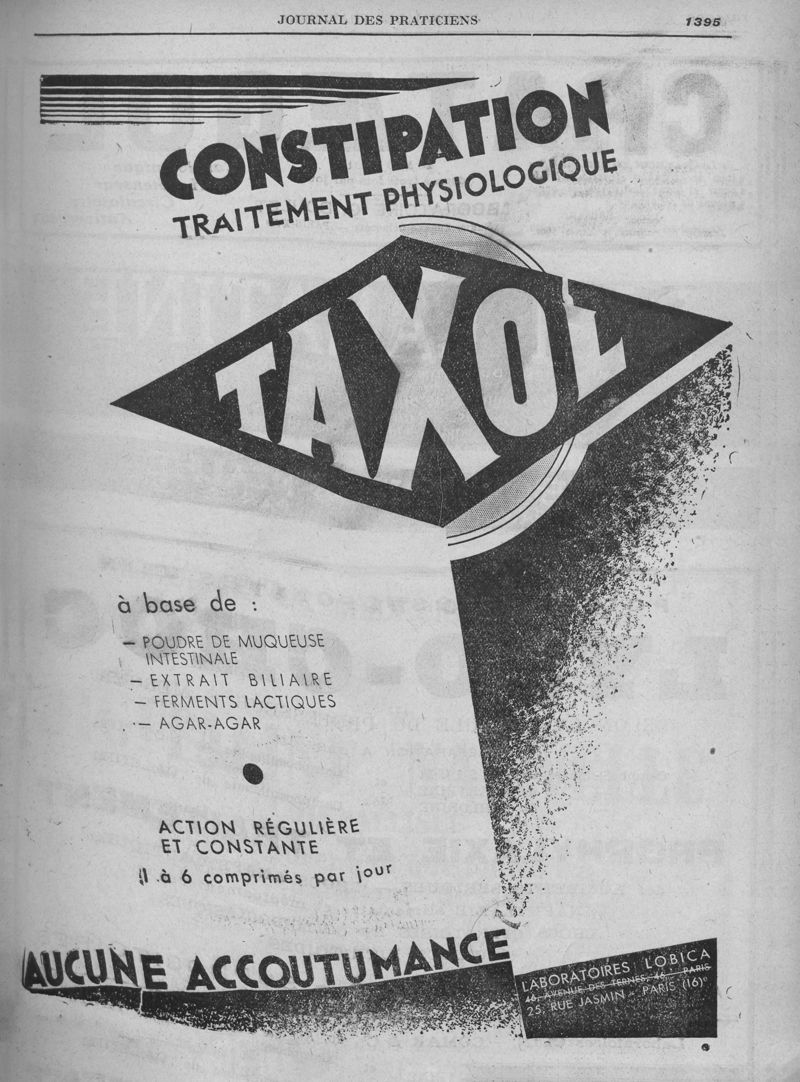 JOURNAL DES PRATICIENS
1395
CONSTIPATION
TRAITEMENT PHYSIOLOGIQUE
TAXOL
à base de :
— POUDRE DE MUQUEUSE
INTESTINALE
— EXTRAIT BILIAIRE
— FERMENTS LACTIQUES
— AGAR-AGAR
ACTION RÉGULIÈRE
ET CONSTANTE
1 à 6 comprimés par jour
AUCUNE ACCOUTUMANCE
LABORATOIRES LOBICA
46, AVENUE DES TERNES, 46 - PARIS
25, RUE JASMIN - PARIS (16)e